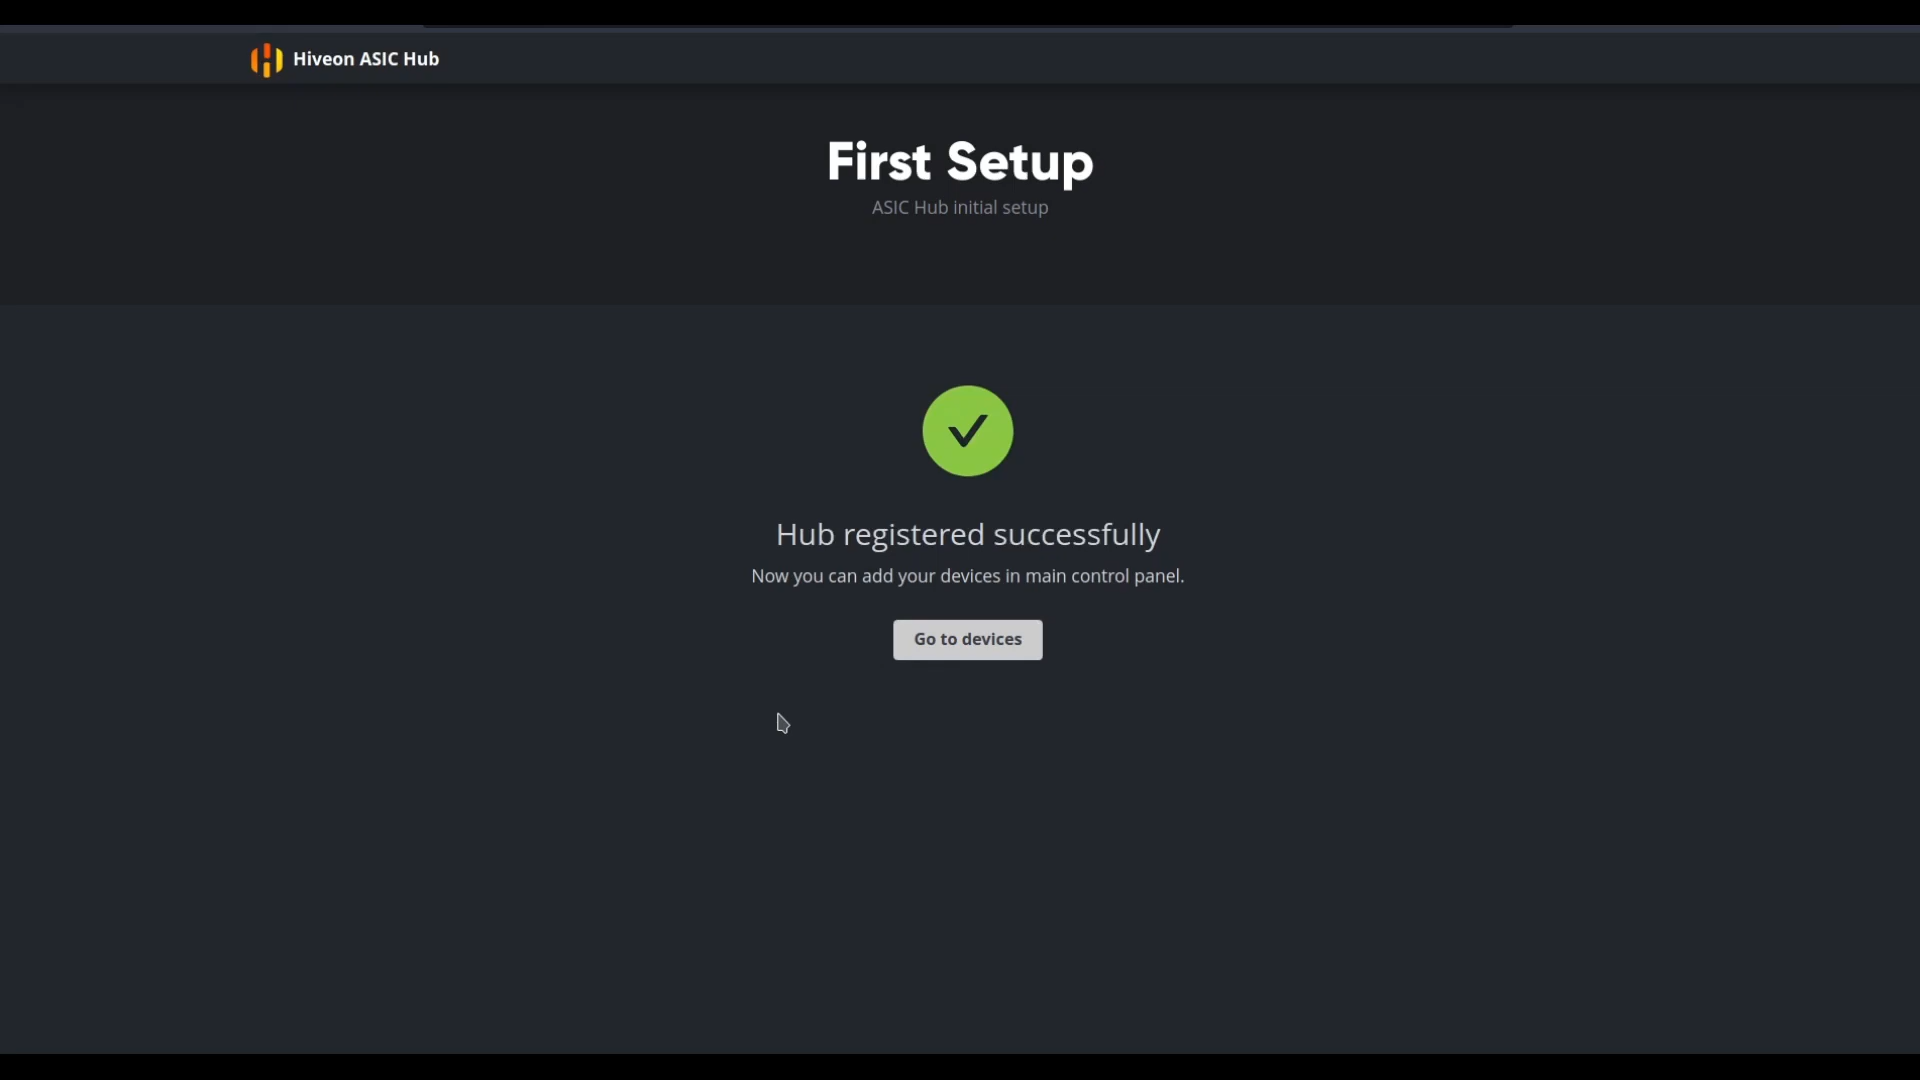 Hiveon ASIC Hub
First Setup
ASIC Hub initial setup
Hub registered successfully
Now you can add your devices in main control panel.
Go to devices